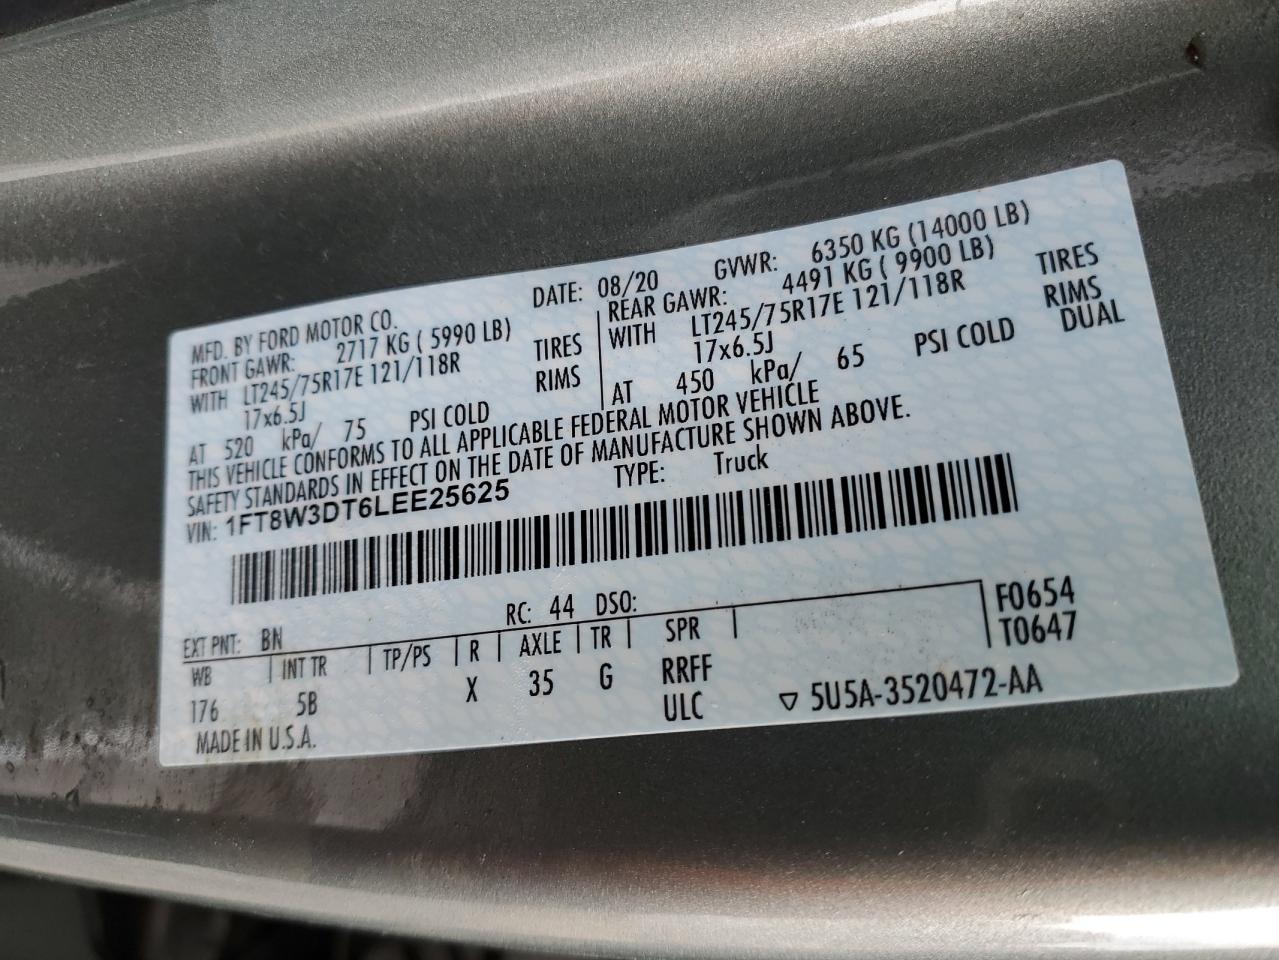 MFD. BY FORD MOTOR CO.
DATE: 08/20 GVWR: 6350 KG (14000 LB)
FRONT GAWR: 2717 KG ( 5990 LB)
WITH LT245/75R17E 121/118R TIRES
17x6.5J RIMS
AT 520 kPa/ 75 PSI COLD
REAR GAWR: 4491 KG ( 9900 LB)
WITH LT245/75R17E 121/118R TIRES
17x6.5J RIMS
AT 450 kPa/ 65 PSI COLD DUAL
THIS VEHICLE CONFORMS TO ALL APPLICABLE FEDERAL MOTOR VEHICLE
SAFETY STANDARDS IN EFFECT ON THE DATE OF MANUFACTURE SHOWN ABOVE.
VIN: 1FT8W3DT6LEE25625 TYPE: Truck
EXT PNT: BN RC: 44 DSO:
WB INT TR TP/PS R AXLE TR SPR
176 5B X 35 G RRFF
ULC
F0654
T0647
MADE IN U.S.A.
▽ 5U5A-3520472-AA